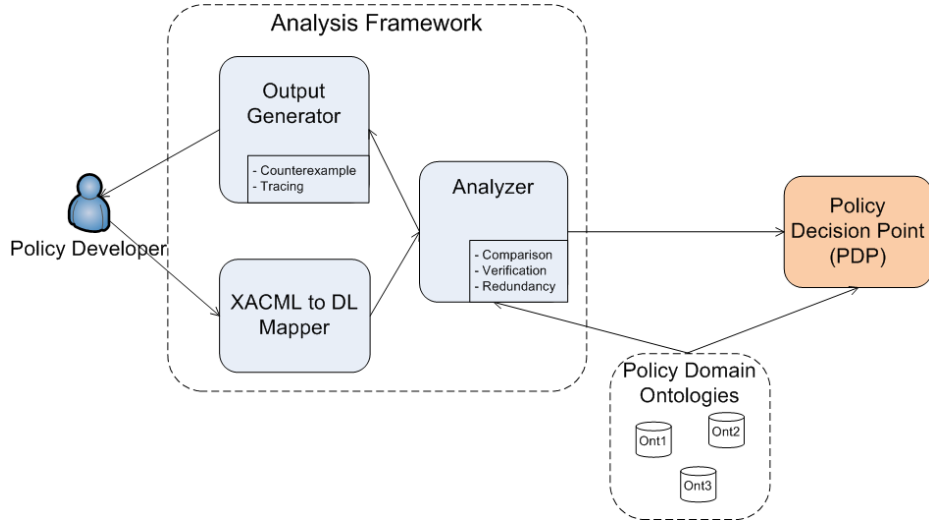 Analysis Framework
Output
Generator
- Counterexample
- Tracing
Policy Developer
XACML to DL
Mapper
Analyzer
- Comparison
- Verification
- Redundancy
Policy
Decision Point
(PDP)
Policy Domain
Ontologies
Ont1
Ont2
Ont3